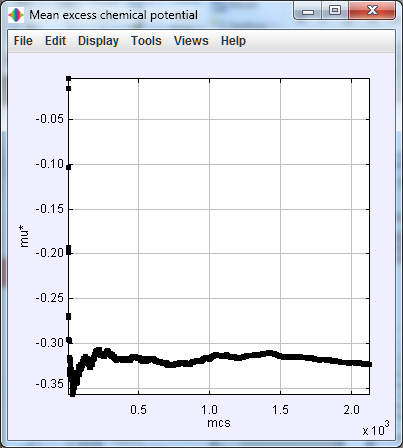 Mean excess chemical potential
File Edit Display Tools Views Help
-0.05
-0.10
-0.15
-0.20
-0.25
-0.30
-0.35
mu*
0.5 1.0 1.5 2.0
mcs
x 10³